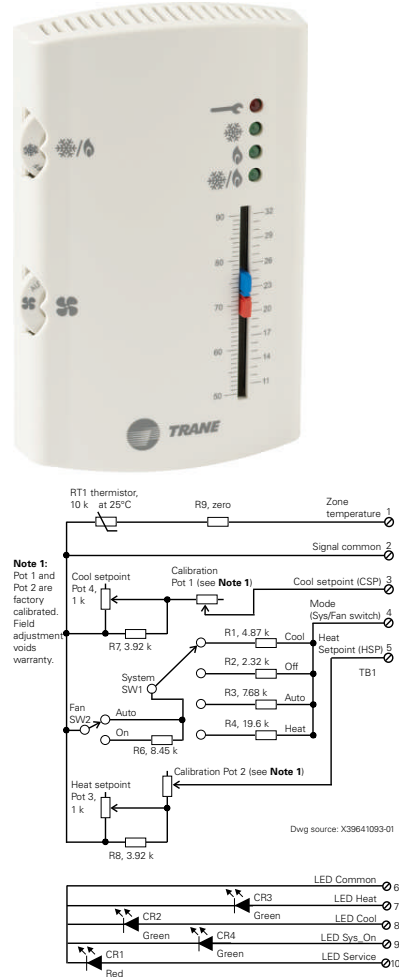 90 32
29
80 26
23
70 20
17
60 14
11
50
TRANE
RT1 thermistor,
10 k at 25°C
R9, zero
Zone
temperature 1
Signal common 2
Note 1:
Pot 1 and
Pot 2 are
factory
calibrated.
Field
adjustment
voids
warranty.
Cool setpoint
Pot 4,
1 k
Calibration
Pot 1 (see Note 1)
Cool setpoint (CSP) 3
R7, 3.92 k
Mode
(Sys/Fan switch) 4
R1, 4.87 k Cool
Heat
Setpoint (HSP) 5
TB1
R2, 2.32 k Off
System
SW1
R3, 7.68 k Auto
Fan
SW2
Auto
On
R4, 19.6 k Heat
R6, 8.45 k
Heat setpoint
Pot 3,
1 k
Calibration Pot 2 (see Note 1)
R8, 3.92 k
Dwg source: X39641093-01
LED Common 6
CR3
Green
LED Heat 7
CR2
Green
LED Cool 8
CR4
Green
LED Sys_On 9
CR1
Red
LED Service 10